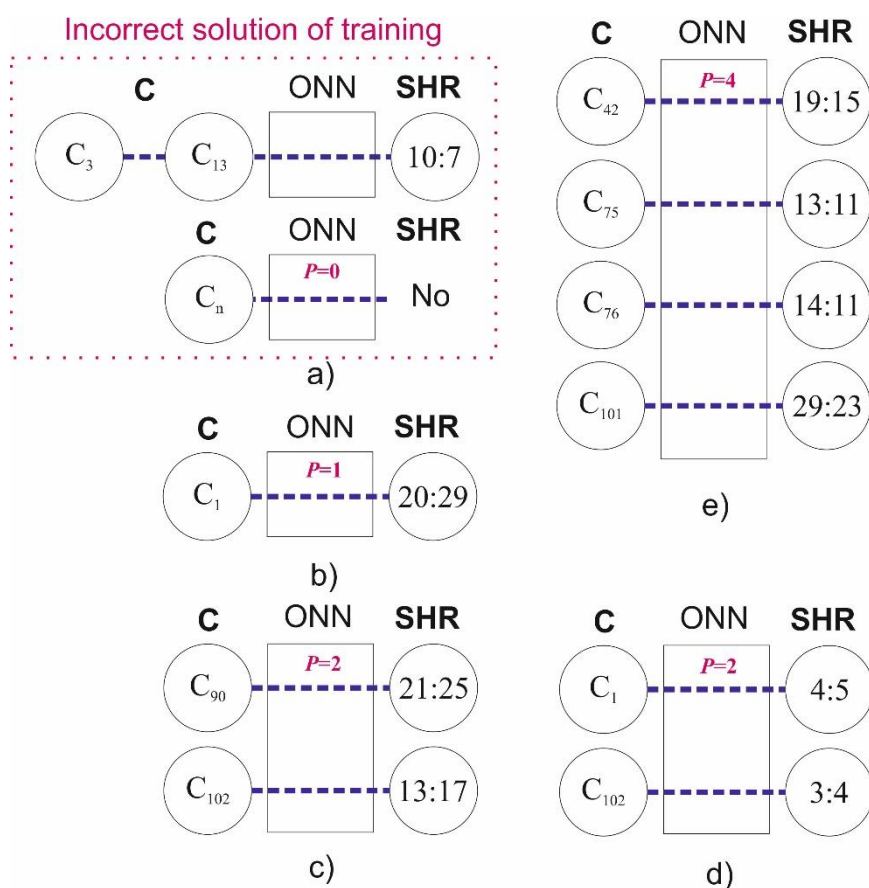 Incorrect solution of training
C ONN SHR
C3 C13 10:7
C ONN SHR
Cn P=0 No
a)
C ONN SHR
C1 P=1 20:29
b)
C ONN SHR
C90 P=2 21:25
C102 13:17
c)
C ONN SHR
C42 P=4 19:15
C75 13:11
C76 14:11
C101 29:23
e)
C ONN SHR
C1 P=2 4:5
C102 3:4
d)